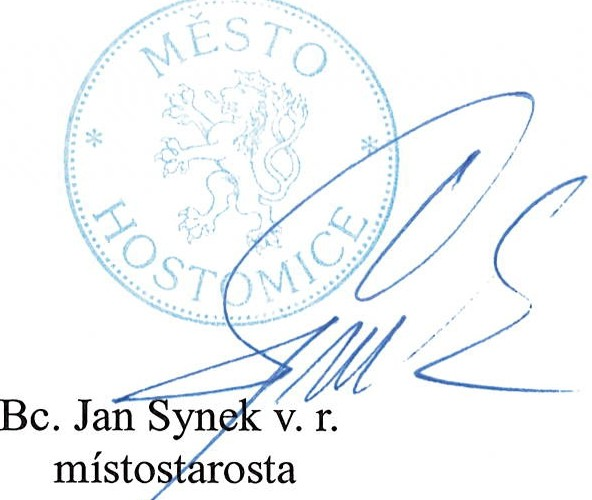 MĚSTO
* *
HOSTOMICE
Bc. Jan Synek v. r.
místostarosta